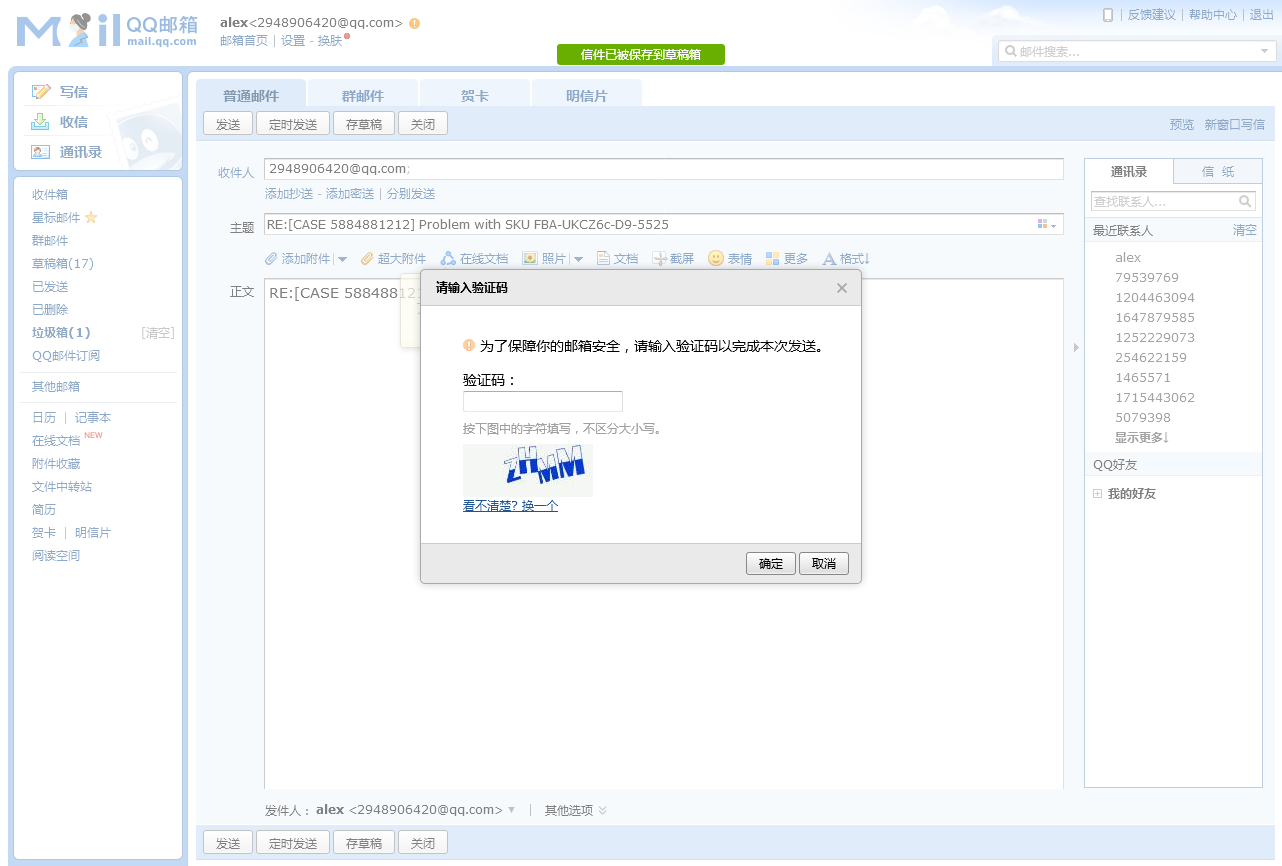 Mail QQ邮箱 mail.qq.com
alex<2948906420@qq.com>
邮箱首页 | 设置 - 换肤
信件已被保存到草稿箱
| 反馈建议 | 帮助中心 | 退出
邮件搜索...
写信
收信
通讯录
收件箱
星标邮件
群邮件
草稿箱(17)
已发送
已删除
垃圾箱(1) [清空]
QQ邮件订阅
其他邮箱
日历 | 记事本
在线文档 NEW
附件收藏
文件中转站
简历
贺卡 | 明信片
阅读空间
普通邮件 群邮件 贺卡 明信片
发送 定时发送 存草稿 关闭
预览 新窗口写信
收件人 2948906420@qq.com;
添加抄送 - 添加密送 | 分别发送
主题 RE:[CASE 5884881212] Problem with SKU FBA-UKCZ6c-D9-5525
添加附件 | 超大附件 在线文档 照片 | 文档 截屏 表情 更多 格式↓
正文 RE:[CASE 588488121
请输入验证码
为了保障你的邮箱安全，请输入验证码以完成本次发送。
验证码：
按下图中的字符填写，不区分大小写。
ZHMM
看不清楚? 换一个
确定 取消
发件人：alex <2948906420@qq.com> | 其他选项
发送 定时发送 存草稿 关闭
通讯录 信 纸
查找联系人...
最近联系人 清空
alex
79539769
1204463094
1647879585
1252229073
254622159
1465571
1715443062
5079398
显示更多↓
QQ好友
我的好友